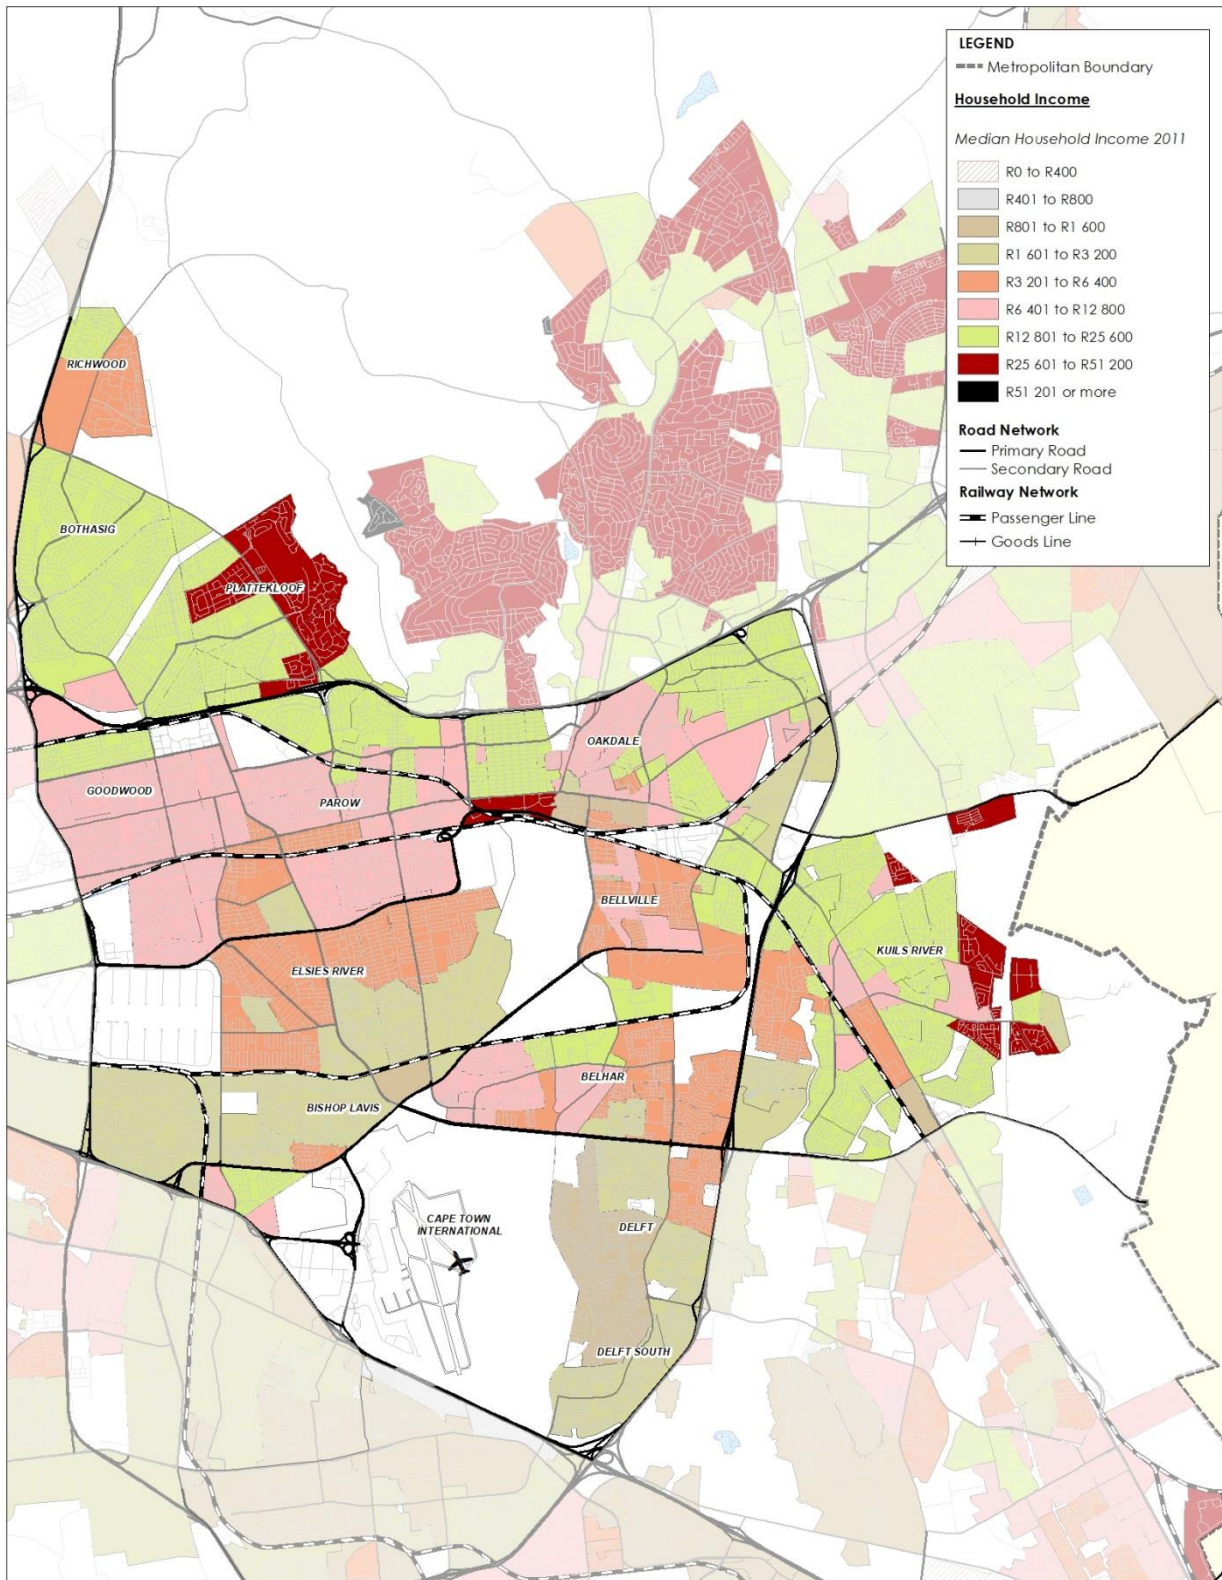 LEGEND
Metropolitan Boundary
Household Income
Median Household Income 2011
R0 to R400
R401 to R800
R801 to R1 600
R1 601 to R3 200
R3 201 to R6 400
R6 401 to R12 800
R12 801 to R25 600
R25 601 to R51 200
R51 201 or more
Road Network
Primary Road
Secondary Road
Railway Network
Passenger Line
Goods Line
RICHWOOD
BOTHASIG
PLATTEKLOOF
OAKDALE
GOODWOOD
PAROW
BELLVILLE
KUILS RIVER
ELSIES RIVER
BELHAR
BISHOP LAVIS
CAPE TOWN
INTERNATIONAL
DELFT
DELFT SOUTH